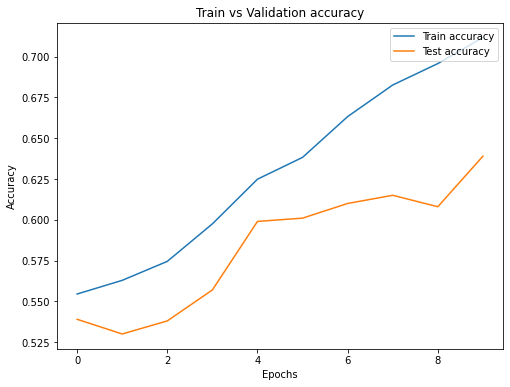 Train vs Validation accuracy
Train accuracy
Test accuracy
0.700
0.675
0.650
0.625
0.600
0.575
0.550
0.525
Accuracy
0 2 4 6 8
Epochs